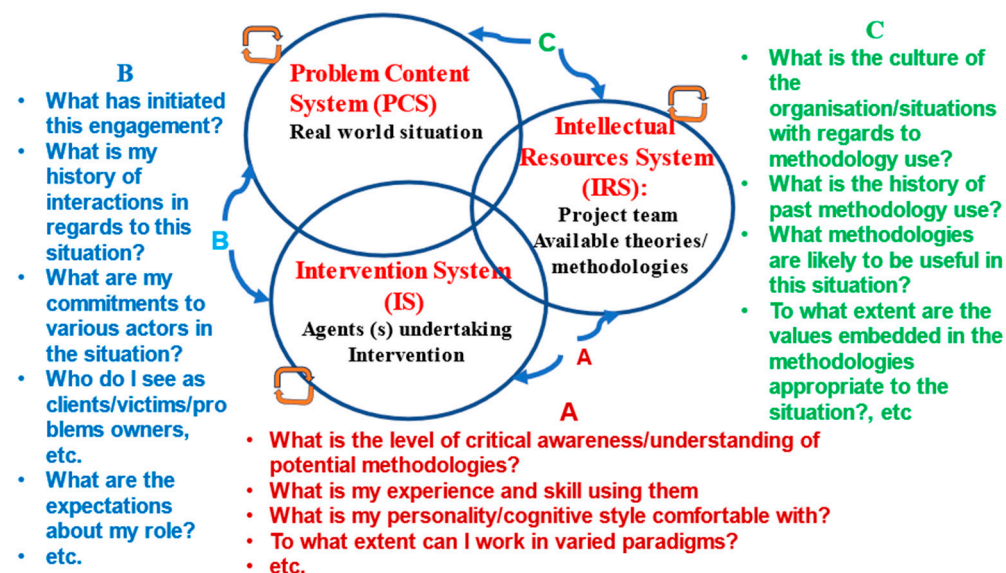 B
• What has initiated
this engagement?
• What is my
history of
interactions in
regards to this
situation?
• What are my
commitments to
various actors in
the situation?
• Who do I see as
clients/victims/pro
blems owners,
etc.
• What are the
expectations
about my role?
• etc.
Problem Content
System (PCS)
Real world situation
C
Intellectual
Resources System
(IRS):
Project team
Available theories/
methodologies
B
Intervention System
(IS)
Agents (s) undertaking
Intervention
A
C
• What is the culture of
the
organisation/situations
with regards to
methodology use?
• What is the history of
past methodology use?
• What methodologies
are likely to be useful in
this situation?
• To what extent are the
values embedded in the
methodologies
appropriate to the
situation?, etc
A
• What is the level of critical awareness/understanding of
potential methodologies?
• What is my experience and skill using them
• What is my personality/cognitive style comfortable with?
• To what extent can I work in varied paradigms?
• etc.